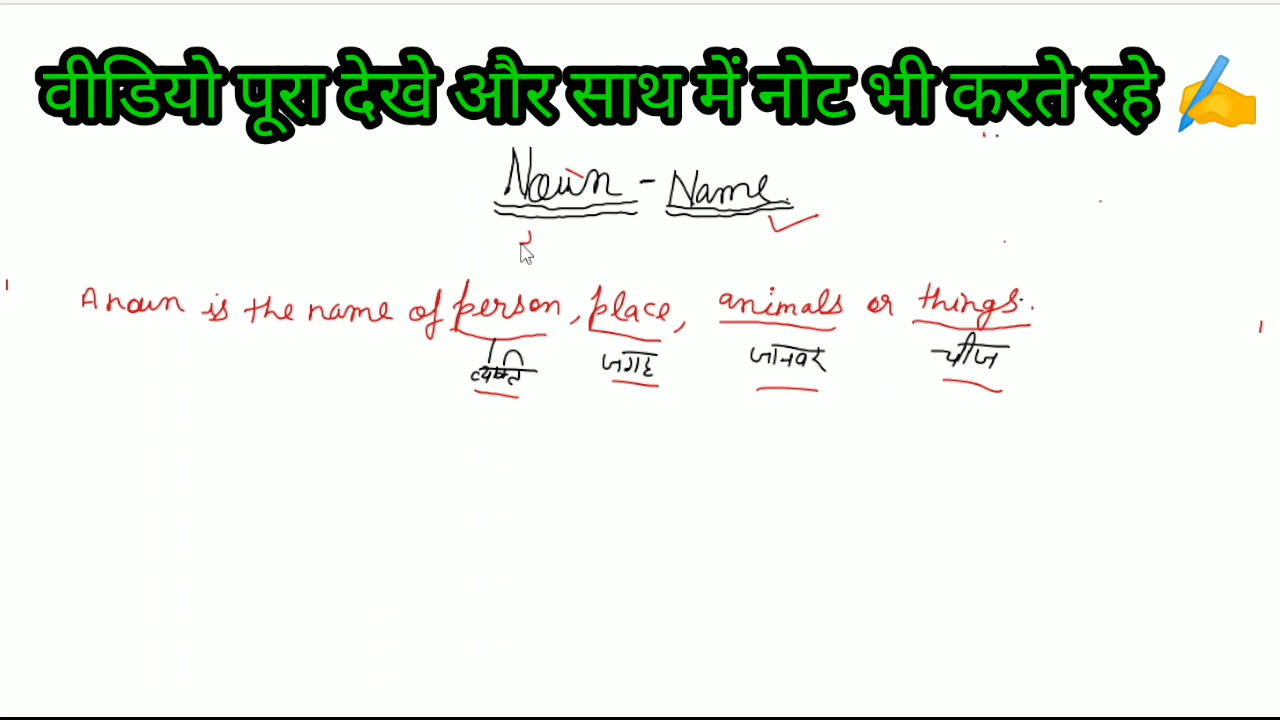 वीडियो पूरा देखे और साथ में नोट भी करते रहे ✍
Noun - Name.
A noun is the name of person, place, animals or things.
व्यक्ति जगह जानवर चीज